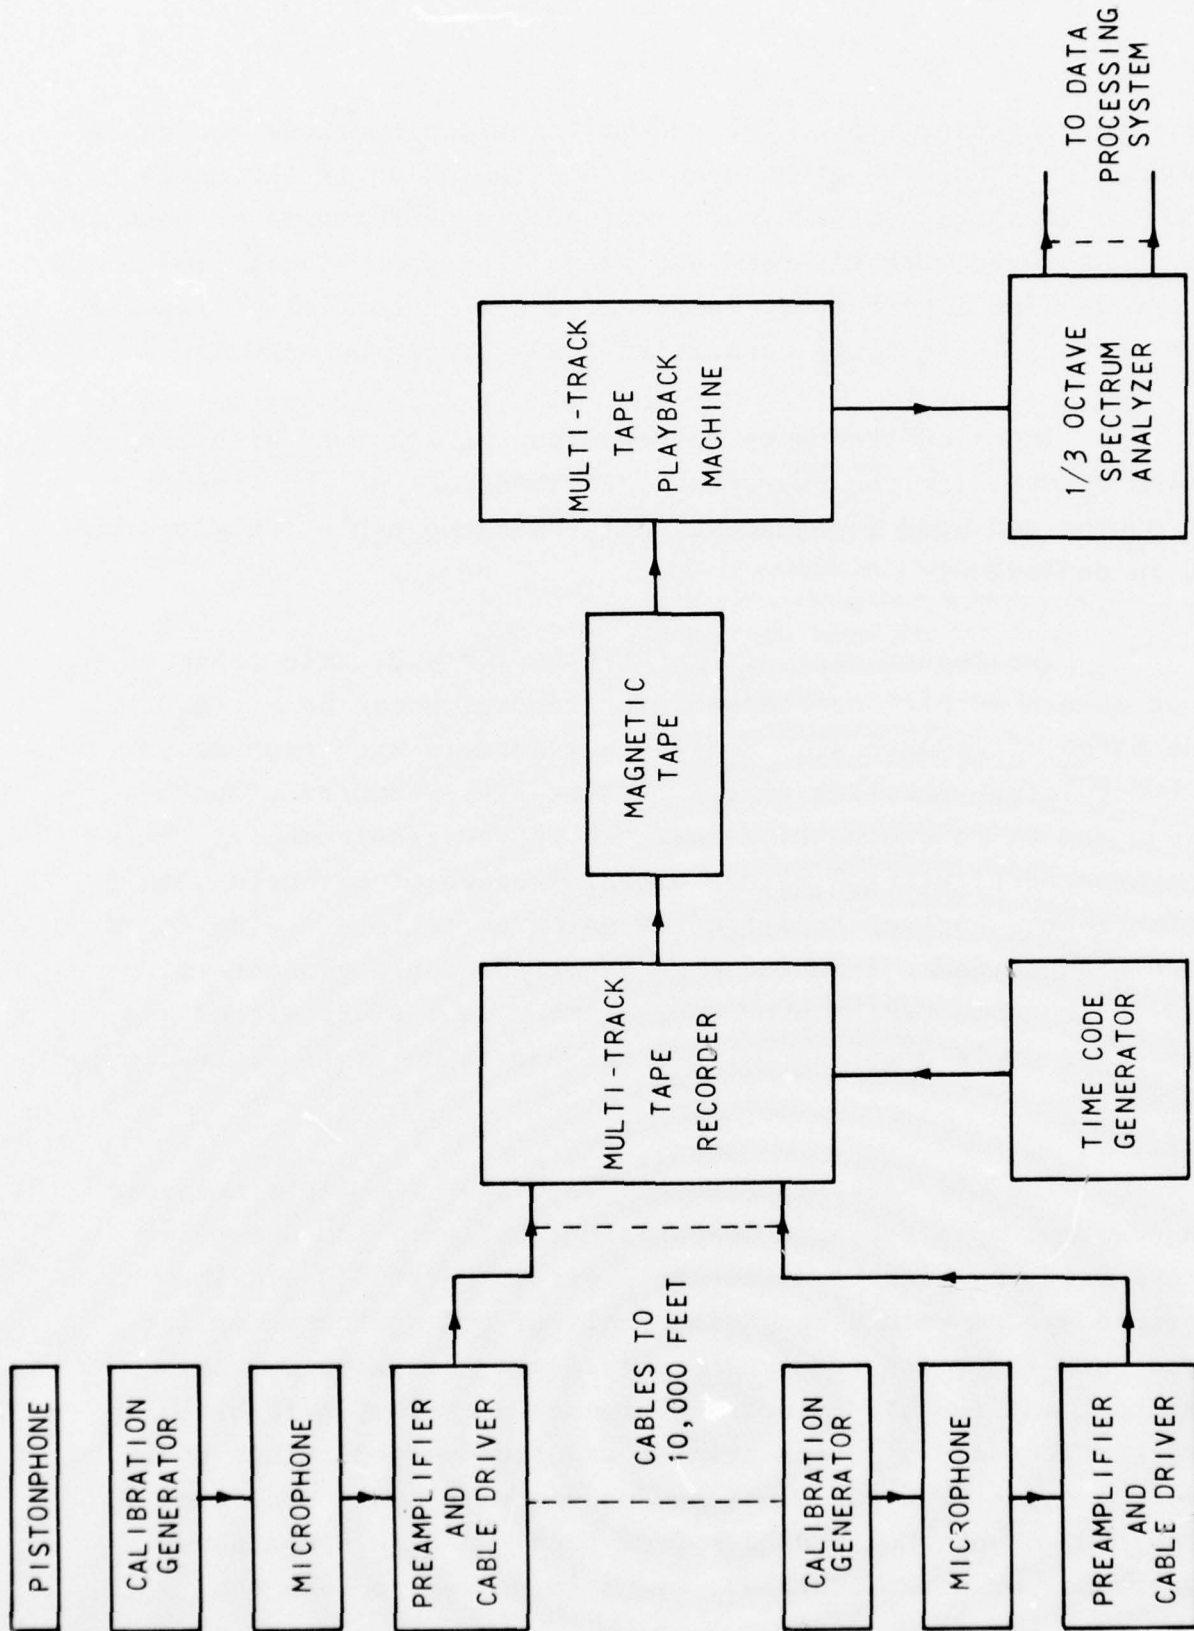 PISTONPHONE
CALIBRATION
GENERATOR
MICROPHONE
PREAMPLIFIER
AND
CABLE DRIVER
CABLES TO
10,000 FEET
CALIBRATION
GENERATOR
MICROPHONE
PREAMPLIFIER
AND
CABLE DRIVER
MULTI-TRACK
TAPE
RECORDER
TIME CODE
GENERATOR
MAGNETIC
TAPE
MULTI-TRACK
TAPE
PLAYBACK
MACHINE
1/3 OCTAVE
SPECTRUM
ANALYZER
TO DATA
PROCESSING
SYSTEM